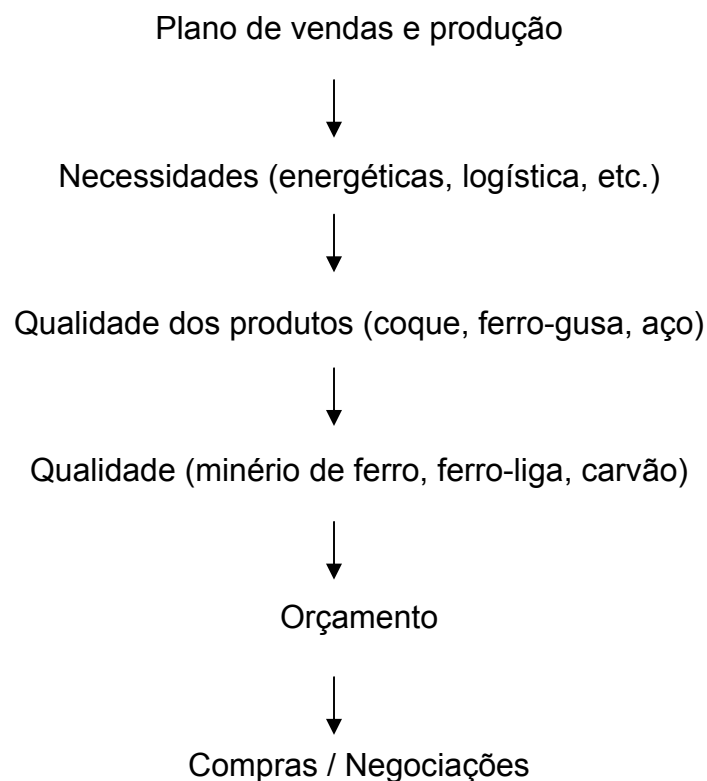 Plano de vendas e produção
Necessidades (energéticas, logística, etc.)
Qualidade dos produtos (coque, ferro-gusa, aço)
Qualidade (minério de ferro, ferro-liga, carvão)
Orçamento
Compras / Negociações